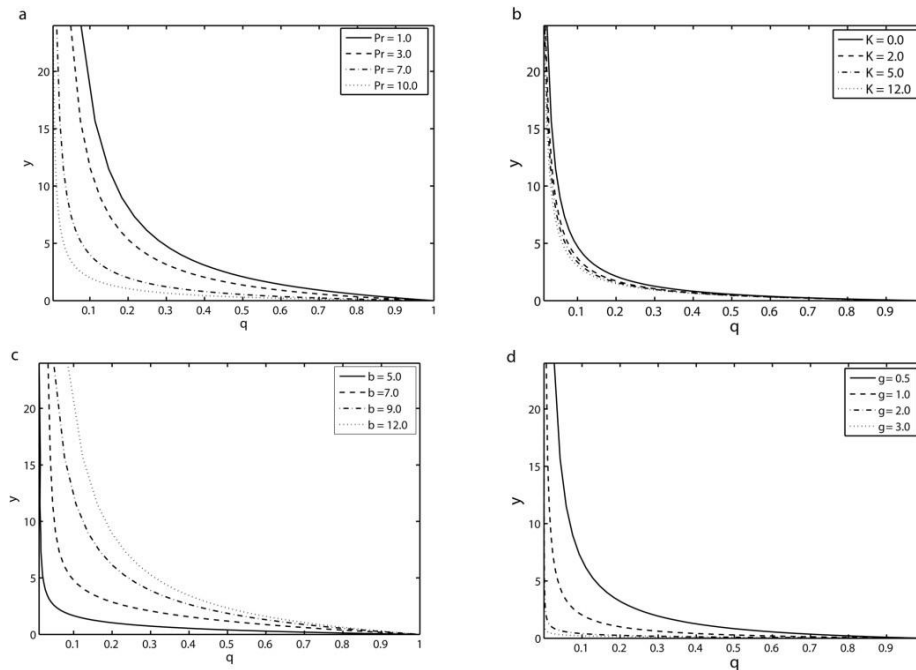 a
Pr = 1.0
Pr = 3.0
Pr = 7.0
Pr = 10.0
20
15
10
5
0
y
0.1 0.2 0.3 0.4 0.5 0.6 0.7 0.8 0.9 1
q
b
K = 0.0
K = 2.0
K = 5.0
K = 12.0
20
15
10
5
0
y
0.1 0.2 0.3 0.4 0.5 0.6 0.7 0.8 0.9
q
c
b = 5.0
b =7.0
b = 9.0
b = 12.0
20
15
10
5
0
y
0.1 0.2 0.3 0.4 0.5 0.6 0.7 0.8 0.9 1
q
d
g= 0.5
g= 1.0
g= 2.0
g= 3.0
20
15
10
5
0
y
0.1 0.2 0.3 0.4 0.5 0.6 0.7 0.8 0.9
q